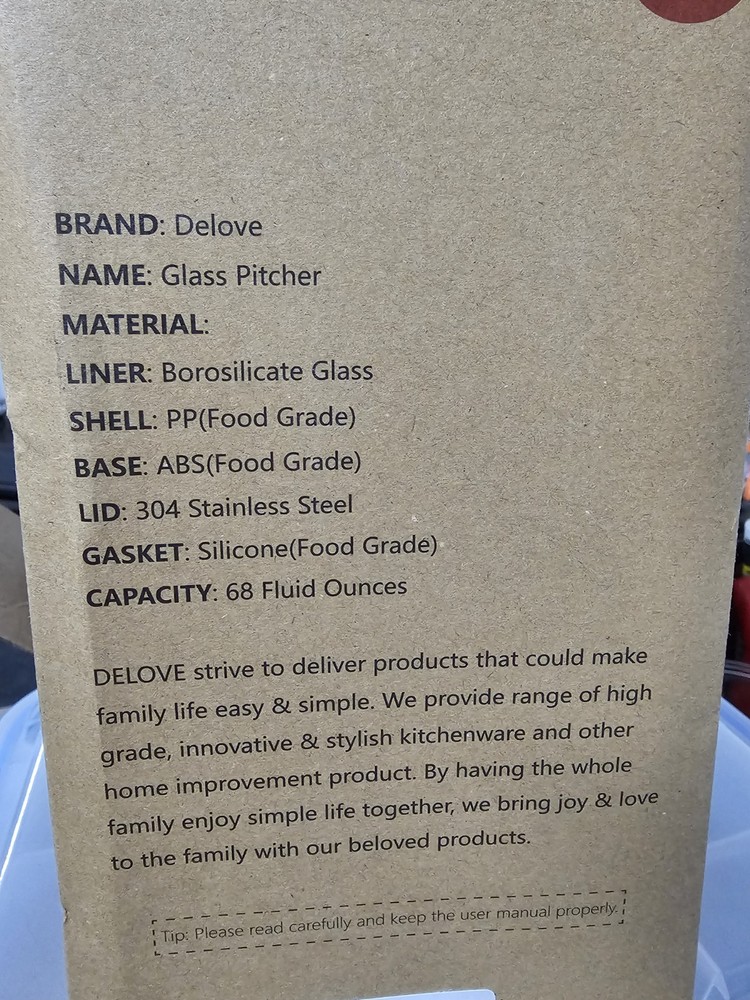 BRAND: Delove
NAME: Glass Pitcher
MATERIAL:
LINER: Borosilicate Glass
SHELL: PP(Food Grade)
BASE: ABS(Food Grade)
LID: 304 Stainless Steel
GASKET: Silicone(Food Grade)
CAPACITY: 68 Fluid Ounces
DELOVE strive to deliver products that could make
family life easy & simple. We provide range of high
grade, innovative & stylish kitchenware and other
home improvement product. By having the whole
family enjoy simple life together, we bring joy & love
to the family with our beloved products.
Tip: Please read carefully and keep the user manual properly.